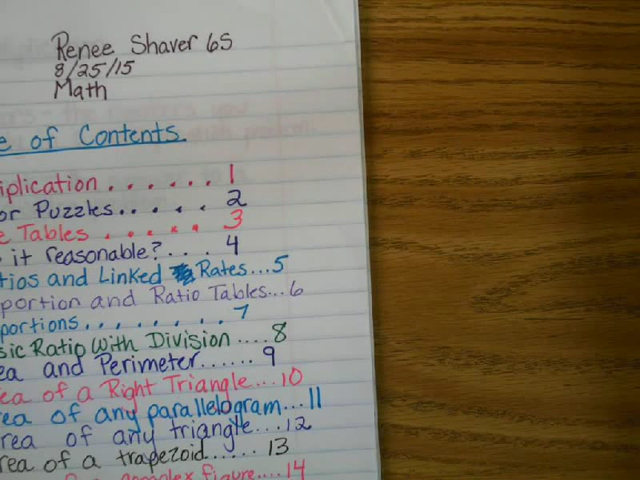 Renee Shaver 6S
8/25/15
Math
e of Contents
iplication . . . . . . 1
or Puzzles. . . . . 2
e Tables . . . . . . 3
it reasonable? . . . 4
tios and Linked Rates...5
portion and Ratio Tables...6
portions. . . . . . . . 7
sic Ratio with Division ....8
ea and Perimeter......9
ea of a Right Triangle...10
rea of any parallelogram...11
rea of any triangle...12
rea of a trapezoid......13
complex figure....14